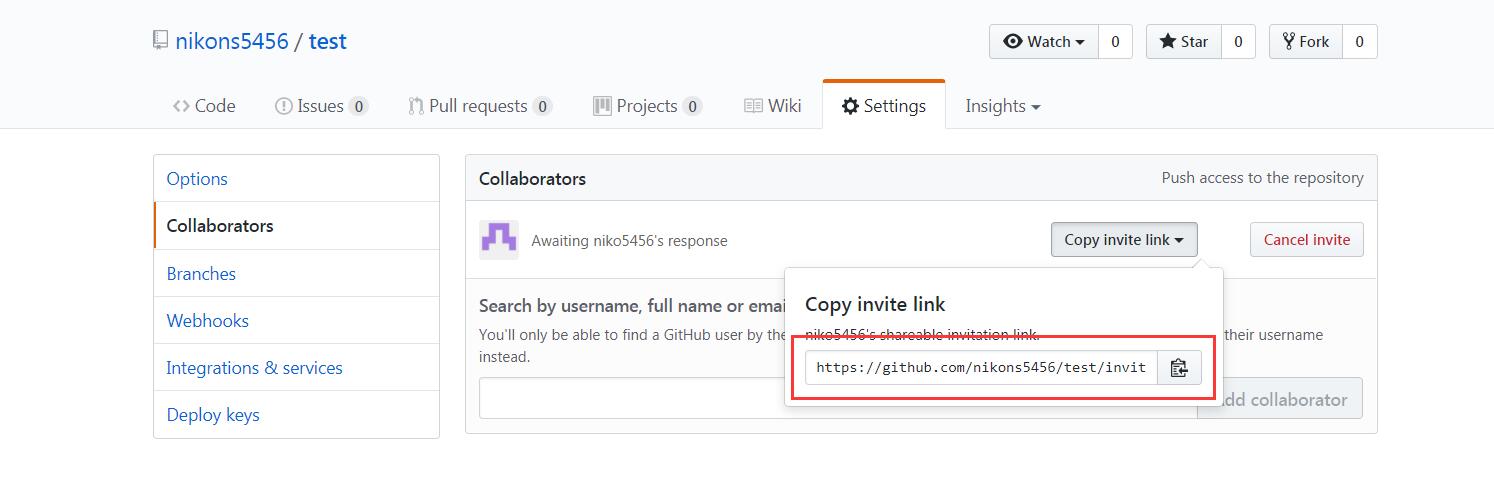 nikons5456 / test
Watch 0 Star 0 Fork 0
Code Issues 0 Pull requests 0 Projects 0 Wiki Settings Insights
Options
Collaborators
Branches
Webhooks
Integrations & services
Deploy keys
Collaborators Push access to the repository
Awaiting niko5456's response Copy invite link Cancel invite
Copy invite link
niko5456's shareable invitation link.
https://github.com/nikons5456/test/invit
Search by username, full name or emai
You'll only be able to find a GitHub user by the their username
instead.
dd collaborator